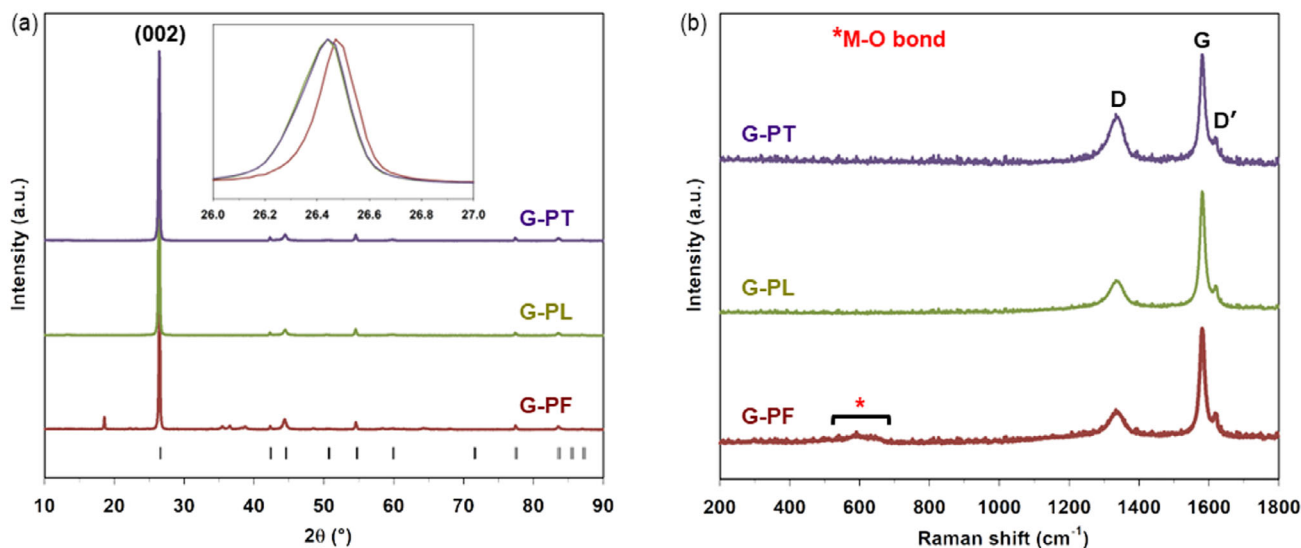 (a)
(002)
26.0 26.2 26.4 26.6 26.8 27.0
G-PT
G-PL
G-PF
Intensity (a.u.)
10 20 30 40 50 60 70 80 90
2θ (°)
(b)
*M-O bond
G
D
D′
G-PT
G-PL
G-PF
*
Intensity (a.u.)
200 400 600 800 1000 1200 1400 1600 1800
Raman shift (cm⁻¹)